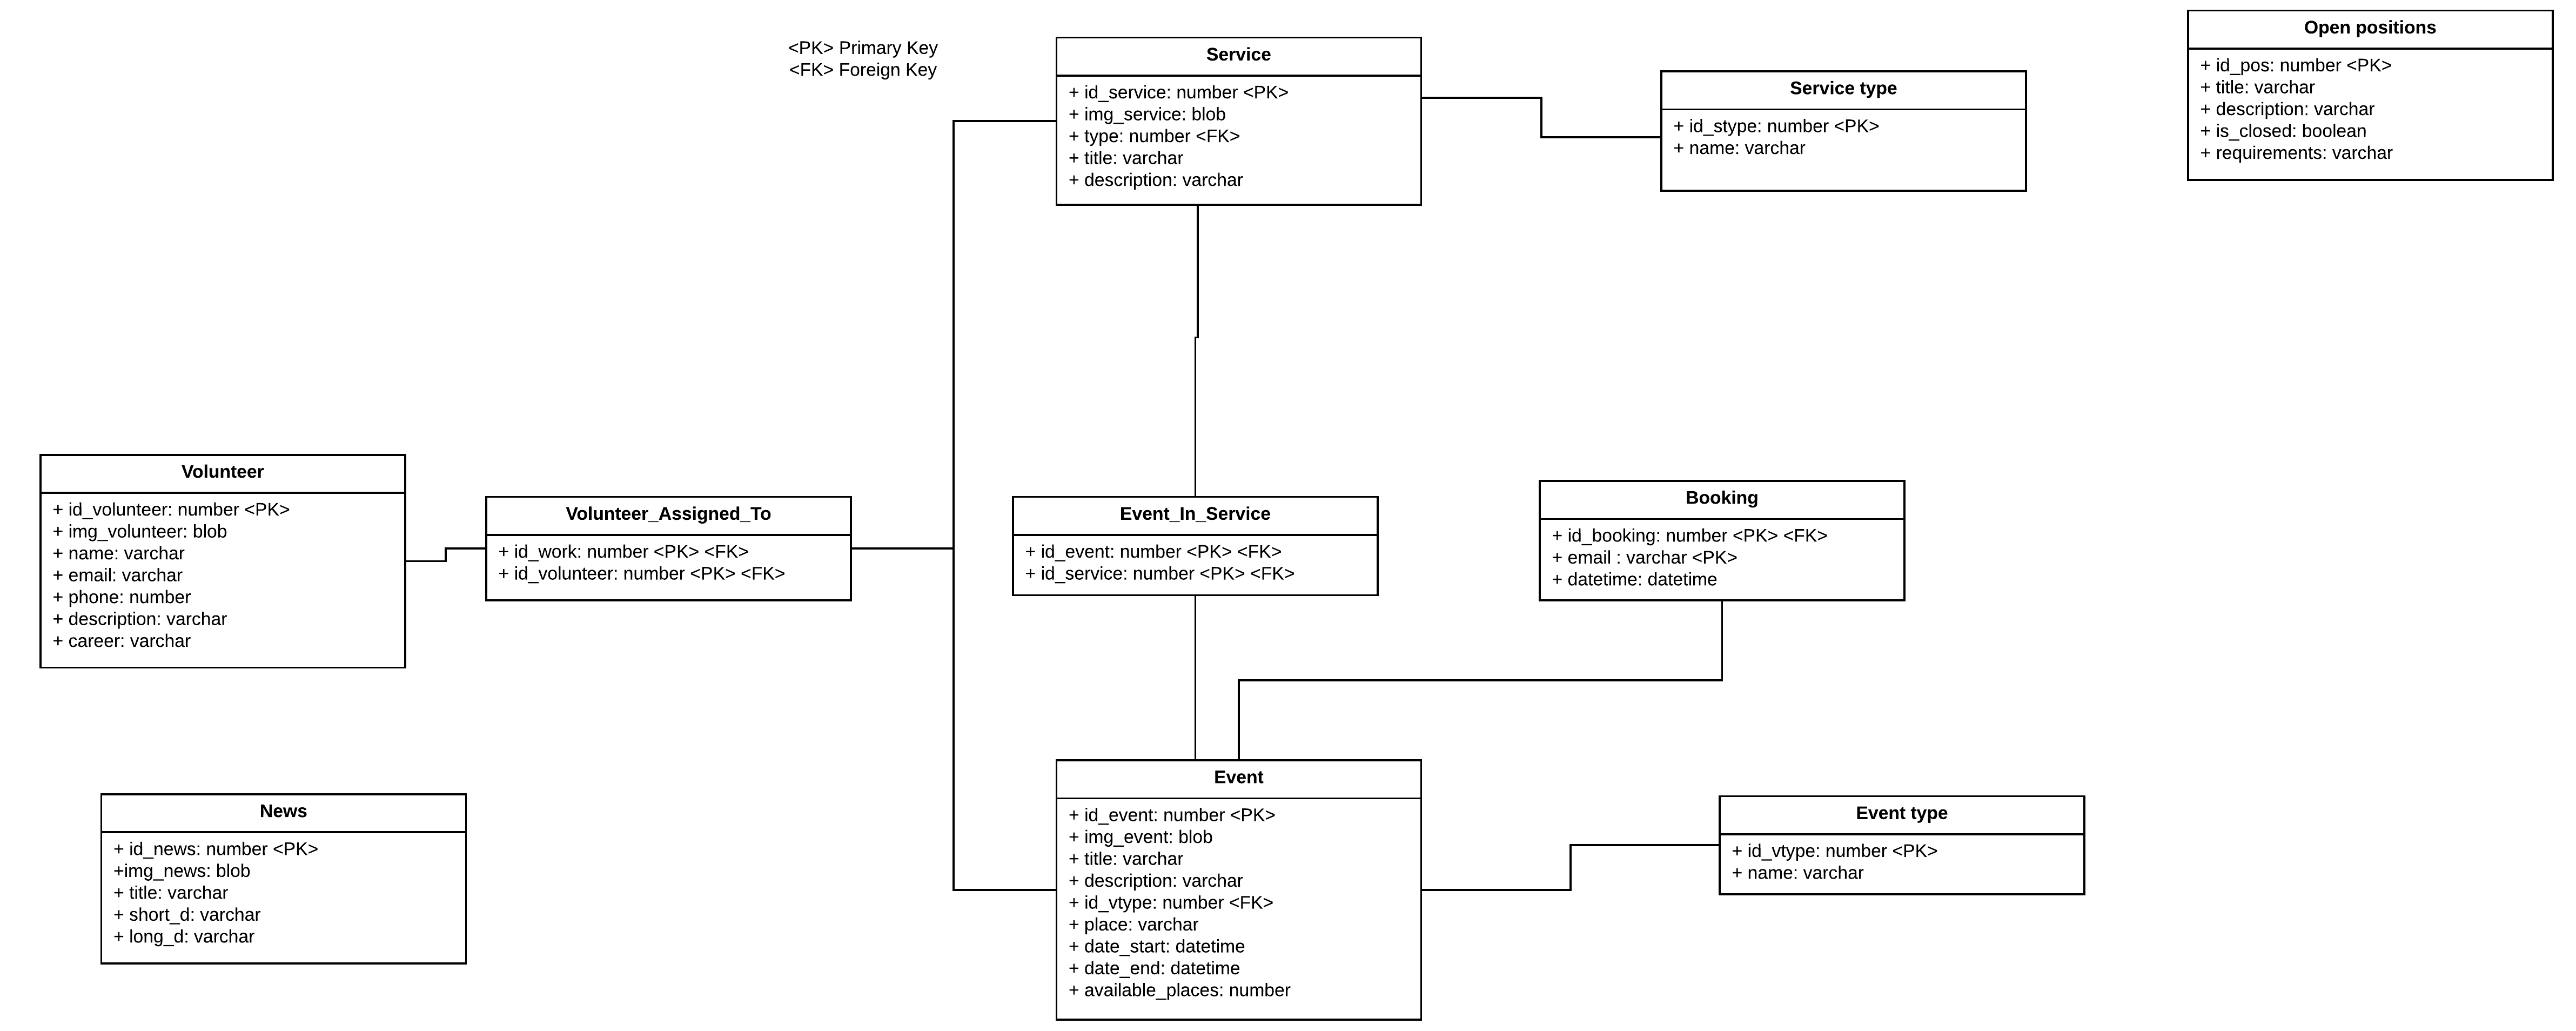 <PK> Primary Key
<FK> Foreign Key
Service
+ id_service: number <PK>
+ img_service: blob
+ type: number <FK>
+ title: varchar
+ description: varchar
Service type
+ id_stype: number <PK>
+ name: varchar
Open positions
+ id_pos: number <PK>
+ title: varchar
+ description: varchar
+ is_closed: boolean
+ requirements: varchar
Volunteer
+ id_volunteer: number <PK>
+ img_volunteer: blob
+ name: varchar
+ email: varchar
+ phone: number
+ description: varchar
+ career: varchar
Volunteer_Assigned_To
+ id_work: number <PK> <FK>
+ id_volunteer: number <PK> <FK>
Event_In_Service
+ id_event: number <PK> <FK>
+ id_service: number <PK> <FK>
Booking
+ id_booking: number <PK> <FK>
+ email : varchar <PK>
+ datetime: datetime
News
+ id_news: number <PK>
+img_news: blob
+ title: varchar
+ short_d: varchar
+ long_d: varchar
Event
+ id_event: number <PK>
+ img_event: blob
+ title: varchar
+ description: varchar
+ id_vtype: number <FK>
+ place: varchar
+ date_start: datetime
+ date_end: datetime
+ available_places: number
Event type
+ id_vtype: number <PK>
+ name: varchar